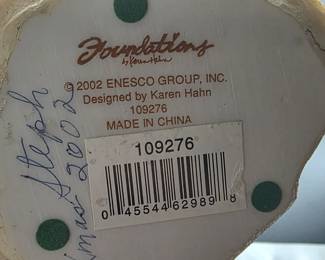 Foundations
by Karen Hahn
© 2002 ENESCO GROUP, INC.
Designed by Karen Hahn
109276
MADE IN CHINA
109276
0 45544 62989 8
Steph
mas 2002